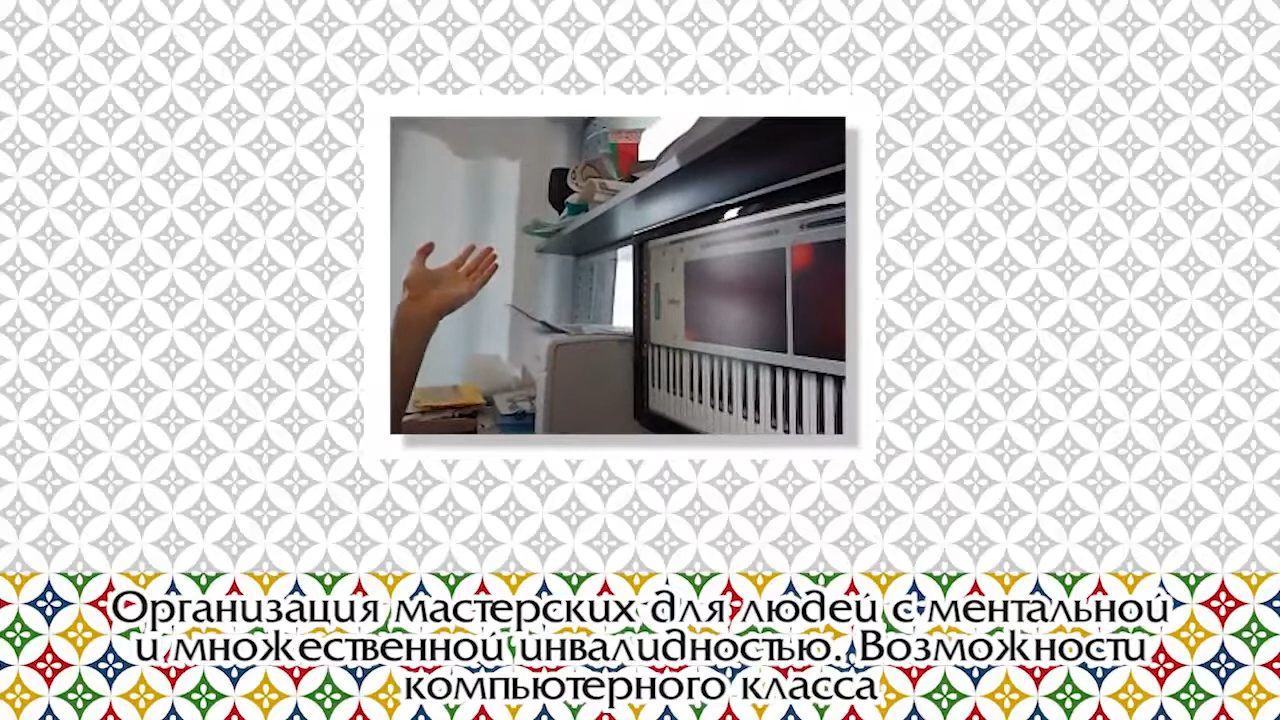 Организация мастерских для людей с ментальной
и множественной инвалидностью. Возможности
компьютерного класса